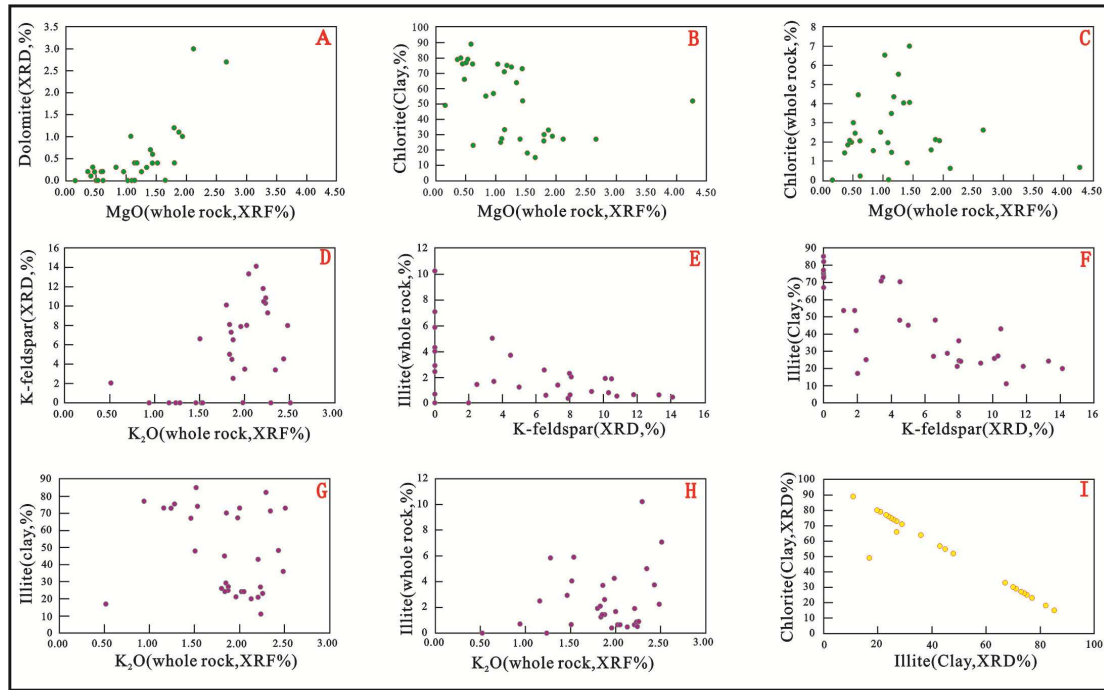 A
Dolomite(XRD,%)
3.5
3.0
2.5
2.0
1.5
1.0
0.5
0
0.00 0.50 1.00 1.50 2.00 2.50 3.00 3.50 4.00 4.50
MgO(whole rock,XRF%)
B
Chlorite(Clay,%)
100
90
80
70
60
50
40
30
20
10
0
0.00 0.50 1.00 1.50 2.00 2.50 3.00 3.50 4.00 4.50
MgO(whole rock,XRF%)
C
Chlorite(whole rock,%)
8
7
6
5
4
3
2
1
0
0.00 0.50 1.00 1.50 2.00 2.50 3.00 3.50 4.00 4.50
MgO(whole rock,XRF%)
D
K-feldspar(XRD,%)
16
14
12
10
8
6
4
2
0
0.00 0.50 1.00 1.50 2.00 2.50 3.00
K₂O(whole rock,XRF%)
E
Illite(whole rock,%)
12
10
8
6
4
2
0
0 2 4 6 8 10 12 14 16
K-feldspar(XRD,%)
F
Illite(Clay,%)
90
80
70
60
50
40
30
20
10
0
0 2 4 6 8 10 12 14 16
K-feldspar(XRD,%)
G
Illite(clay,%)
90
80
70
60
50
40
30
20
10
0
0.00 0.50 1.00 1.50 2.00 2.50 3.00
K₂O(whole rock,XRF%)
H
Illite(whole rock,%)
12
10
8
6
4
2
0
0.00 0.50 1.00 1.50 2.00 2.50 3.00
K₂O(whole rock,XRF%)
I
Chlorite(Clay,XRD%)
100
90
80
70
60
50
40
30
20
10
0
0 20 40 60 80 100
Illite(Clay,XRD%)